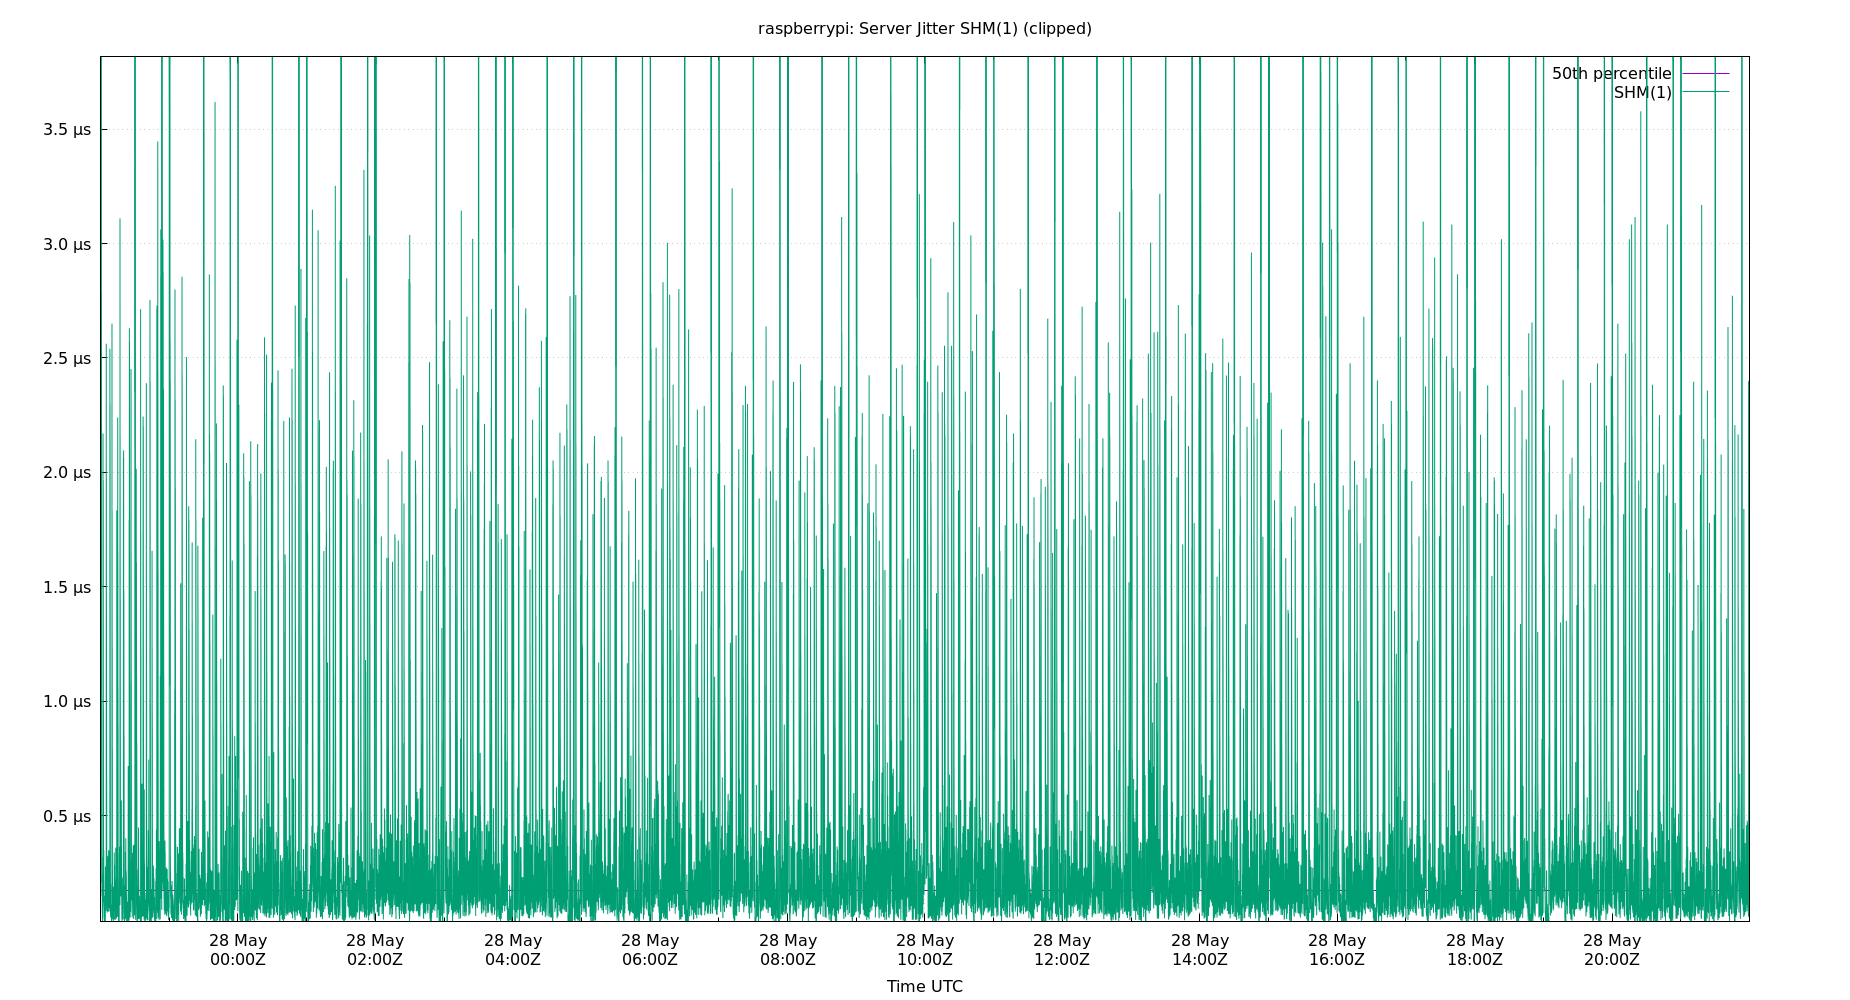 raspberrypi: Server Jitter SHM(1) (clipped)
50th percentile
SHM(1)
3.5 μs
3.0 μs
2.5 μs
2.0 μs
1.5 μs
1.0 μs
0.5 μs
28 May 28 May 28 May 28 May 28 May 28 May 28 May 28 May 28 May 28 May 28 May
00:00Z 02:00Z 04:00Z 06:00Z 08:00Z 10:00Z 12:00Z 14:00Z 16:00Z 18:00Z 20:00Z
Time UTC